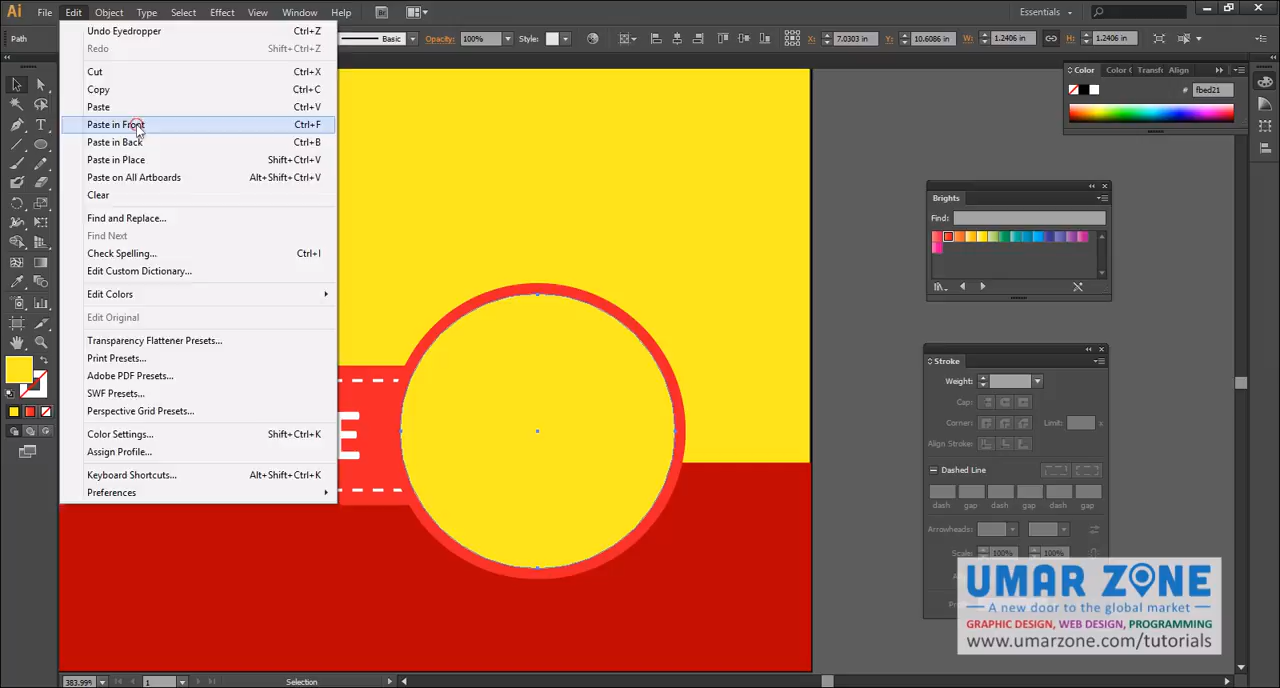 Ai File Edit Object Type Select Effect View Window Help Br Essentials
Path Basic Opacity: 100% Style: X: 7.0303 in Y: 10.6086 in W: 1.2406 in H: 1.2406 in
Undo Eyedropper Ctrl+Z
Redo Shift+Ctrl+Z
Cut Ctrl+X
Copy Ctrl+C
Paste Ctrl+V
Paste in Front Ctrl+F
Paste in Back Ctrl+B
Paste in Place Shift+Ctrl+V
Paste on All Artboards Alt+Shift+Ctrl+V
Clear
Find and Replace...
Find Next
Check Spelling... Ctrl+I
Edit Custom Dictionary...
Edit Colors
Edit Original
Transparency Flattener Presets...
Print Presets...
Adobe PDF Presets...
SWF Presets...
Perspective Grid Presets...
Color Settings... Shift+Ctrl+K
Assign Profile...
Keyboard Shortcuts... Alt+Shift+Ctrl+K
Preferences
E
Color Color Transf Align
# fbed21
Brights
Find:
Stroke
Weight:
Cap:
Corner: Limit: x
Align Stroke:
Dashed Line
dash gap dash gap dash gap
Arrowheads:
Scale: 100% 100%
UMAR ZONE
A new door to the global market
GRAPHIC DESIGN, WEB DESIGN, PROGRAMMING
www.umarzone.com/tutorials
383.99% 1 Selection